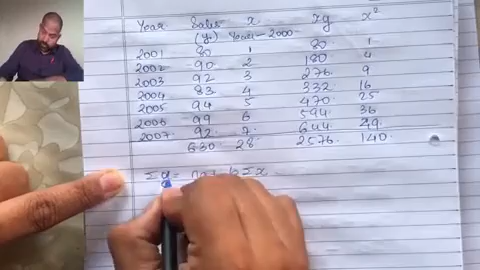 Year Sales x xy x²
(y) Year-2000
2001 80 1 80 1
2002 90 2 180 4
2003 92 3 276 9
2004 83 4 332 16
2005 94 5 470 25
2006 99 6 594 36
2007 92 7 644 49
630 28 2576 140
Σy = na + bΣx